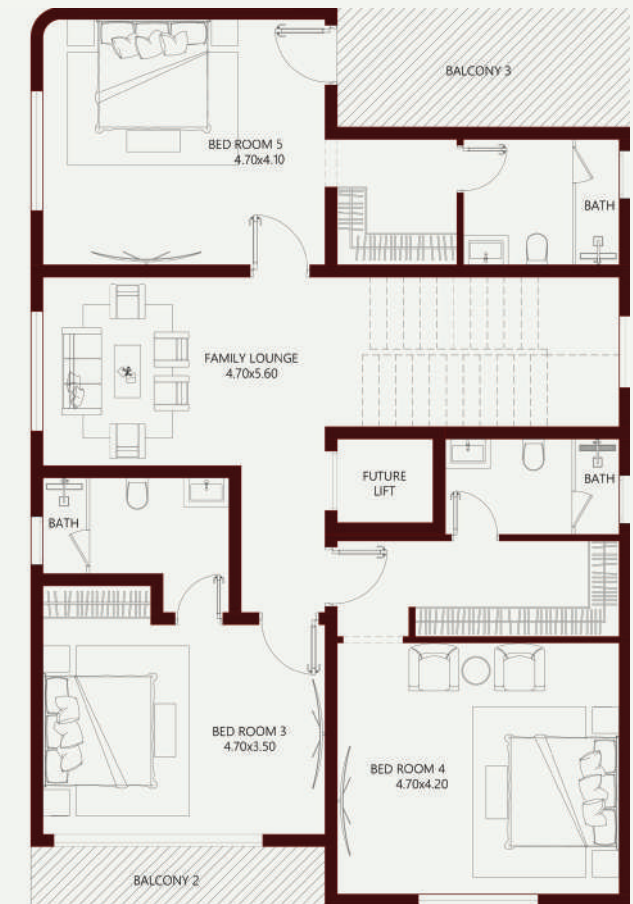 BALCONY 3
BED ROOM 5
4.70x4.10
BATH
FAMILY LOUNGE
4.70x5.60
FUTURE
LIFT
BATH
BATH
BED ROOM 3
4.70x3.50
BED ROOM 4
4.70x4.20
BALCONY 2